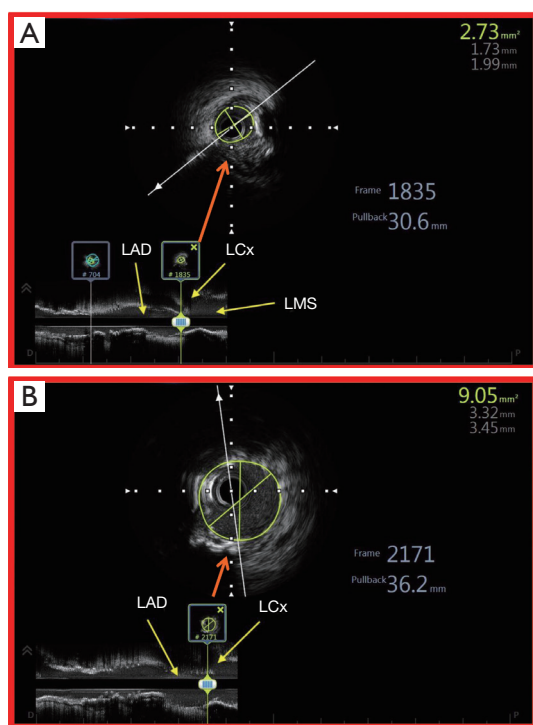 A
2.73 mm²
1.73 mm
1.99 mm
Frame 1835
Pullback 30.6 mm
LAD
LCx
# 704
# 1835
LMS
D
P
B
9.05 mm²
3.32 mm
3.45 mm
Frame 2171
Pullback 36.2 mm
LAD
LCx
# 2171
D
P